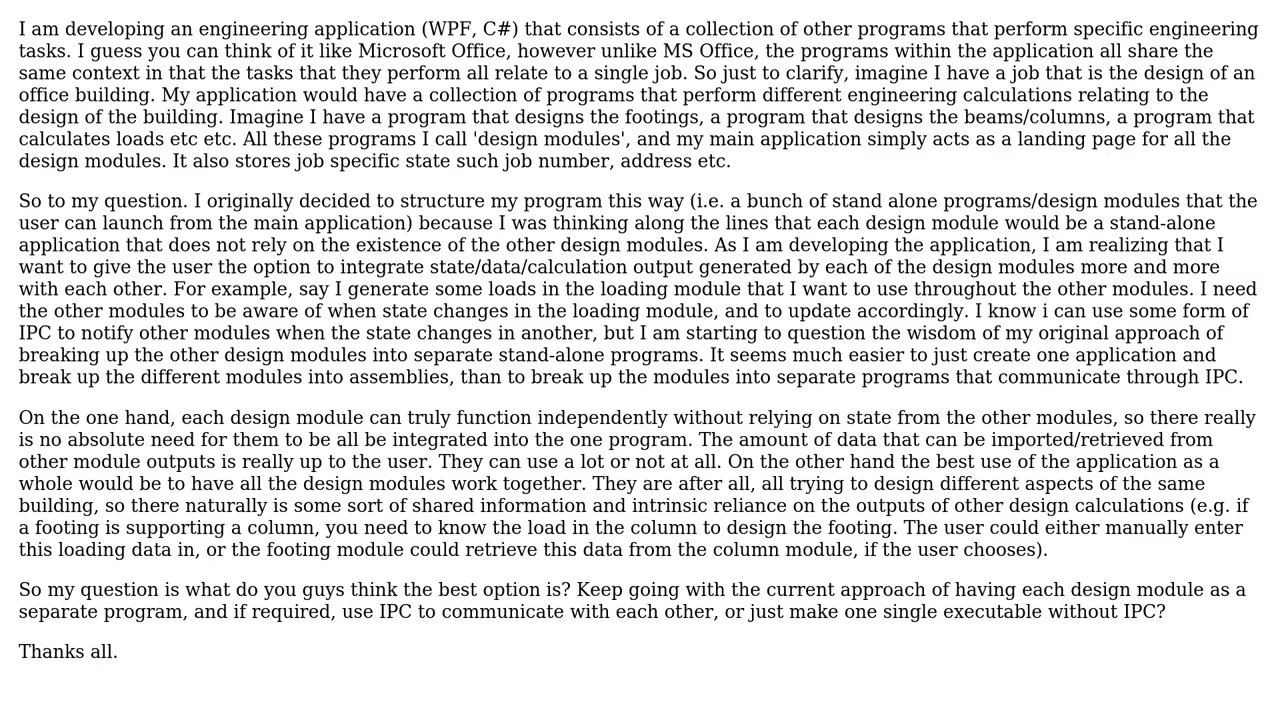 I am developing an engineering application (WPF, C#) that consists of a collection of other programs that perform specific engineering
tasks. I guess you can think of it like Microsoft Office, however unlike MS Office, the programs within the application all share the
same context in that the tasks that they perform all relate to a single job. So just to clarify, imagine I have a job that is the design of an
office building. My application would have a collection of programs that perform different engineering calculations relating to the
design of the building. Imagine I have a program that designs the footings, a program that designs the beams/columns, a program that
calculates loads etc etc. All these programs I call 'design modules', and my main application simply acts as a landing page for all the
design modules. It also stores job specific state such job number, address etc.
So to my question. I originally decided to structure my program this way (i.e. a bunch of stand alone programs/design modules that the
user can launch from the main application) because I was thinking along the lines that each design module would be a stand-alone
application that does not rely on the existence of the other design modules. As I am developing the application, I am realizing that I
want to give the user the option to integrate state/data/calculation output generated by each of the design modules more and more
with each other. For example, say I generate some loads in the loading module that I want to use throughout the other modules. I need
the other modules to be aware of when state changes in the loading module, and to update accordingly. I know i can use some form of
IPC to notify other modules when the state changes in another, but I am starting to question the wisdom of my original approach of
breaking up the other design modules into separate stand-alone programs. It seems much easier to just create one application and
break up the different modules into assemblies, than to break up the modules into separate programs that communicate through IPC.
On the one hand, each design module can truly function independently without relying on state from the other modules, so there really
is no absolute need for them to be all be integrated into the one program. The amount of data that can be imported/retrieved from
other module outputs is really up to the user. They can use a lot or not at all. On the other hand the best use of the application as a
whole would be to have all the design modules work together. They are after all, all trying to design different aspects of the same
building, so there naturally is some sort of shared information and intrinsic reliance on the outputs of other design calculations (e.g. if
a footing is supporting a column, you need to know the load in the column to design the footing. The user could either manually enter
this loading data in, or the footing module could retrieve this data from the column module, if the user chooses).
So my question is what do you guys think the best option is? Keep going with the current approach of having each design module as a
separate program, and if required, use IPC to communicate with each other, or just make one single executable without IPC?
Thanks all.